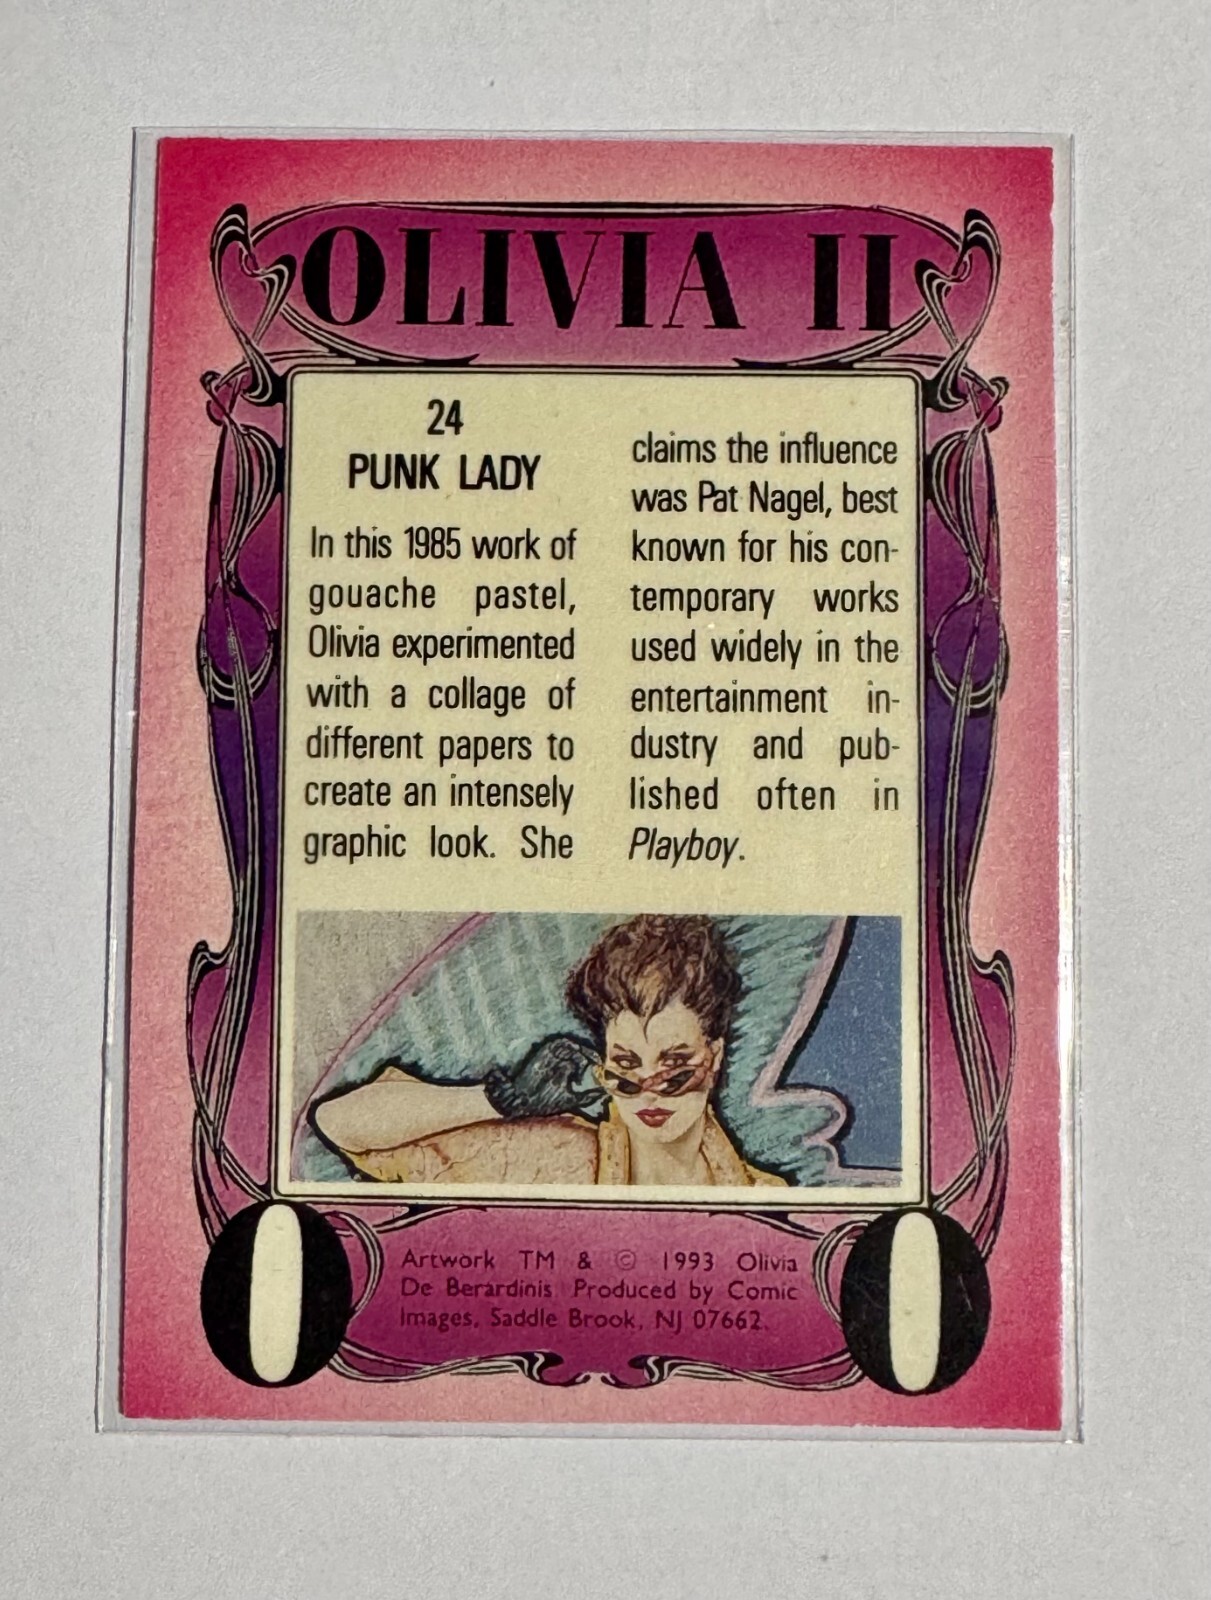 OLIVIA II
24
PUNK LADY
In this 1985 work of
gouache pastel,
Olivia experimented
with a collage of
different papers to
create an intensely
graphic look. She
claims the influence
was Pat Nagel, best
known for his con-
temporary works
used widely in the
entertainment in-
dustry and pub-
lished often in
Playboy.
Artwork TM & © 1993 Olivia
De Berardinis. Produced by Comic
Images, Saddle Brook, NJ 07662.